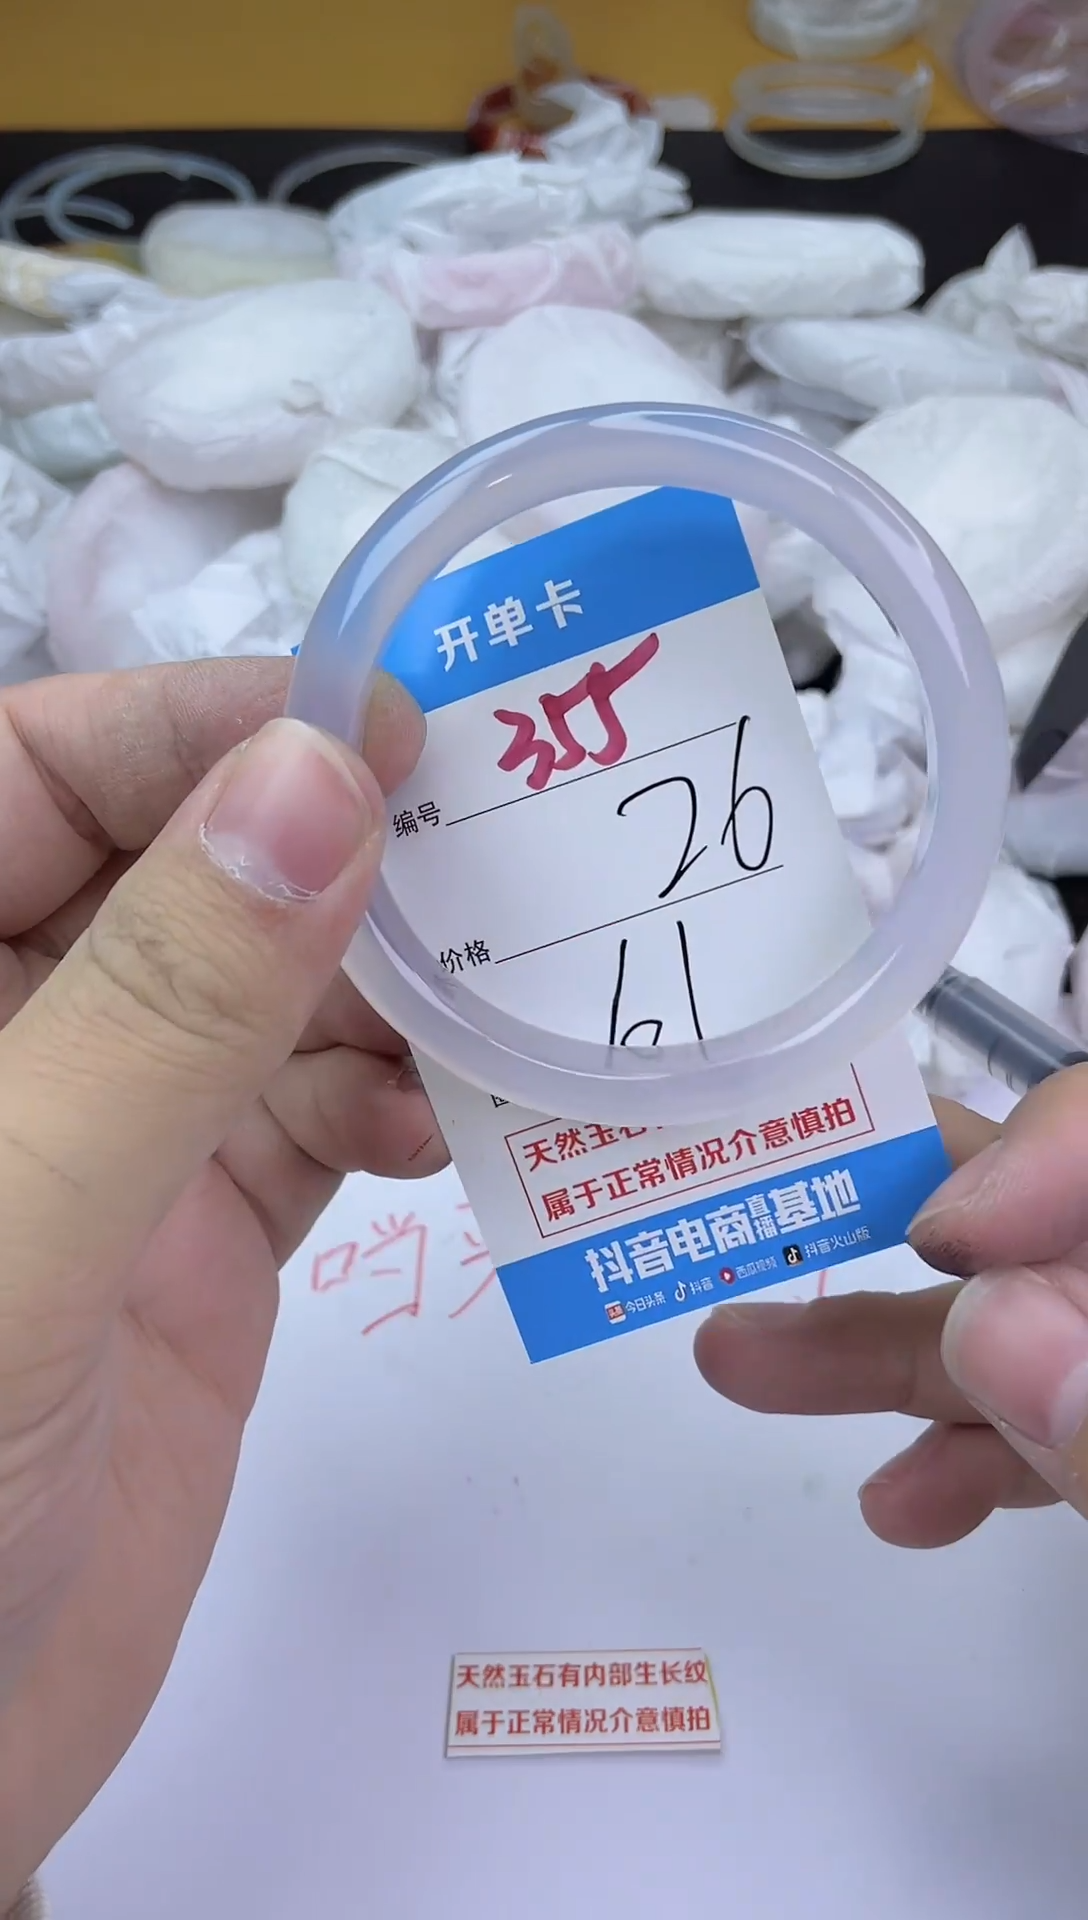 开单卡
355
编号
26
价格
61
天然玉石
属于正常情况介意慎拍
抖音电商直播基地
今日头条 抖音 西瓜视频 抖音火山版
哟
天然玉石有内部生长纹
属于正常情况介意慎拍